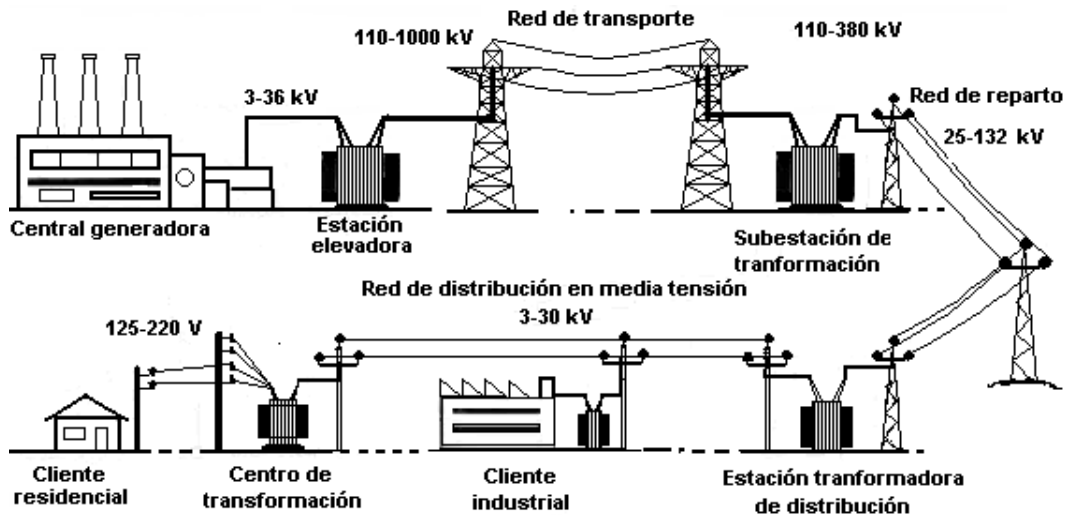 Red de transporte
110-1000 kV
110-380 kV
3-36 kV
Red de reparto
25-132 kV
Central generadora
Estación
elevadora
Subestación de
tranformación
Red de distribución en media tensión
3-30 kV
125-220 V
Cliente
residencial
Centro de
transformación
Cliente
industrial
Estación tranformadora
de distribución